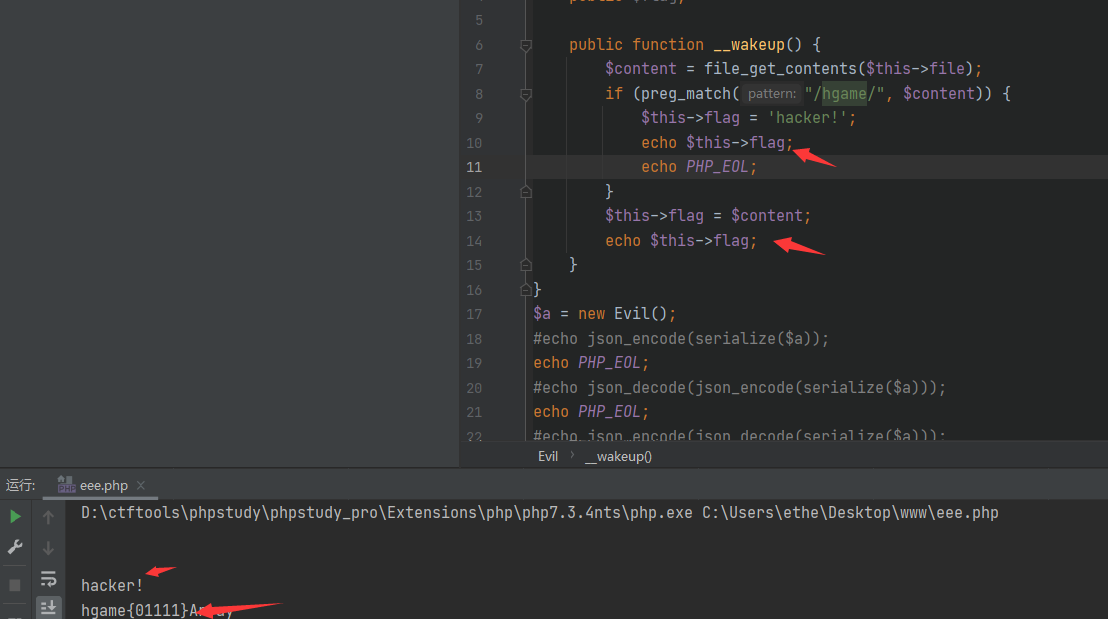 5
6 public function __wakeup() {
7 $content = file_get_contents($this->file);
8 if (preg_match( pattern: "/hgame/", $content)) {
9 $this->flag = 'hacker!';
10 echo $this->flag;
11 echo PHP_EOL;
12 }
13 $this->flag = $content;
14 echo $this->flag;
15 }
16 }
17 $a = new Evil();
18 #echo json_encode(serialize($a));
19 echo PHP_EOL;
20 #echo json_decode(json_encode(serialize($a)));
21 echo PHP_EOL;
22 #echo json_encode(json_decode(serialize($a)));
Evil › __wakeup()
运行: eee.php ×
D:\ctftools\phpstudy\phpstudy_pro\Extensions\php\php7.3.4nts\php.exe C:\Users\ethe\Desktop\www\eee.php
hacker!
hgame{01111}Array